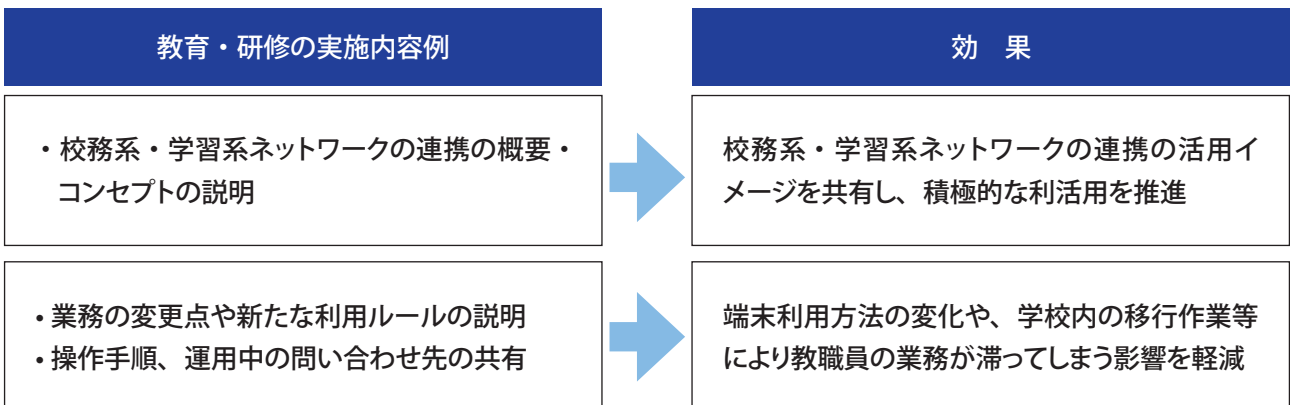 教育・研修の実施内容例
効　果
・校務系・学習系ネットワークの連携の概要・
コンセプトの説明
校務系・学習系ネットワークの連携の活用イ
メージを共有し、積極的な利活用を推進
・業務の変更点や新たな利用ルールの説明
・操作手順、運用中の問い合わせ先の共有
端末利用方法の変化や、学校内の移行作業等
により教職員の業務が滞ってしまう影響を軽減